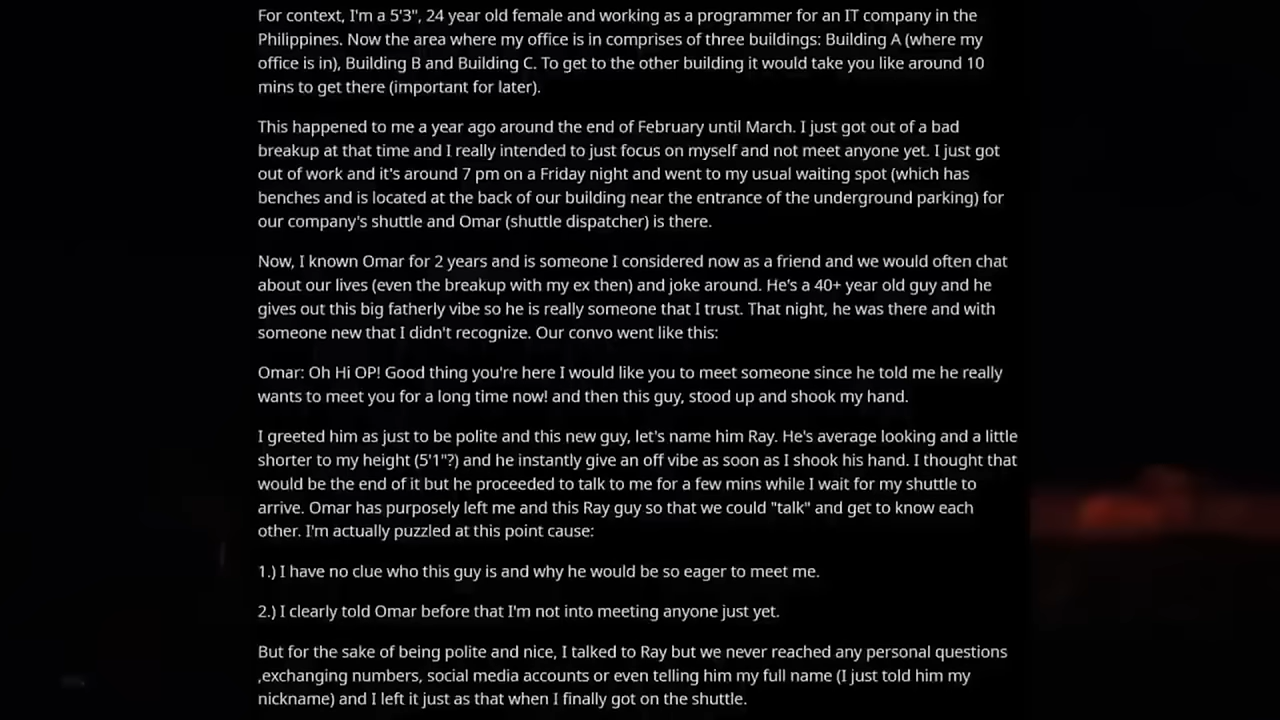 For context, I'm a 5'3", 24 year old female and working as a programmer for an IT company in the
Philippines. Now the area where my office is in comprises of three buildings: Building A (where my
office is in), Building B and Building C. To get to the other building it would take you like around 10
mins to get there (important for later).
This happened to me a year ago around the end of February until March. I just got out of a bad
breakup at that time and I really intended to just focus on myself and not meet anyone yet. I just got
out of work and it's around 7 pm on a Friday night and went to my usual waiting spot (which has
benches and is located at the back of our building near the entrance of the underground parking) for
our company's shuttle and Omar (shuttle dispatcher) is there.
Now, I known Omar for 2 years and is someone I considered now as a friend and we would often chat
about our lives (even the breakup with my ex then) and joke around. He's a 40+ year old guy and he
gives out this big fatherly vibe so he is really someone that I trust. That night, he was there and with
someone new that I didn't recognize. Our convo went like this:
Omar: Oh Hi OP! Good thing you're here I would like you to meet someone since he told me he really
wants to meet you for a long time now! and then this guy, stood up and shook my hand.
I greeted him as just to be polite and this new guy, let's name him Ray. He's average looking and a little
shorter to my height (5'1"?) and he instantly give an off vibe as soon as I shook his hand. I thought that
would be the end of it but he proceeded to talk to me for a few mins while I wait for my shuttle to
arrive. Omar has purposely left me and this Ray guy so that we could "talk" and get to know each
other. I'm actually puzzled at this point cause:
1.) I have no clue who this guy is and why he would be so eager to meet me.
2.) I clearly told Omar before that I'm not into meeting anyone just yet.
But for the sake of being polite and nice, I talked to Ray but we never reached any personal questions
,exchanging numbers, social media accounts or even telling him my full name (I just told him my
nickname) and I left it just as that when I finally got on the shuttle.